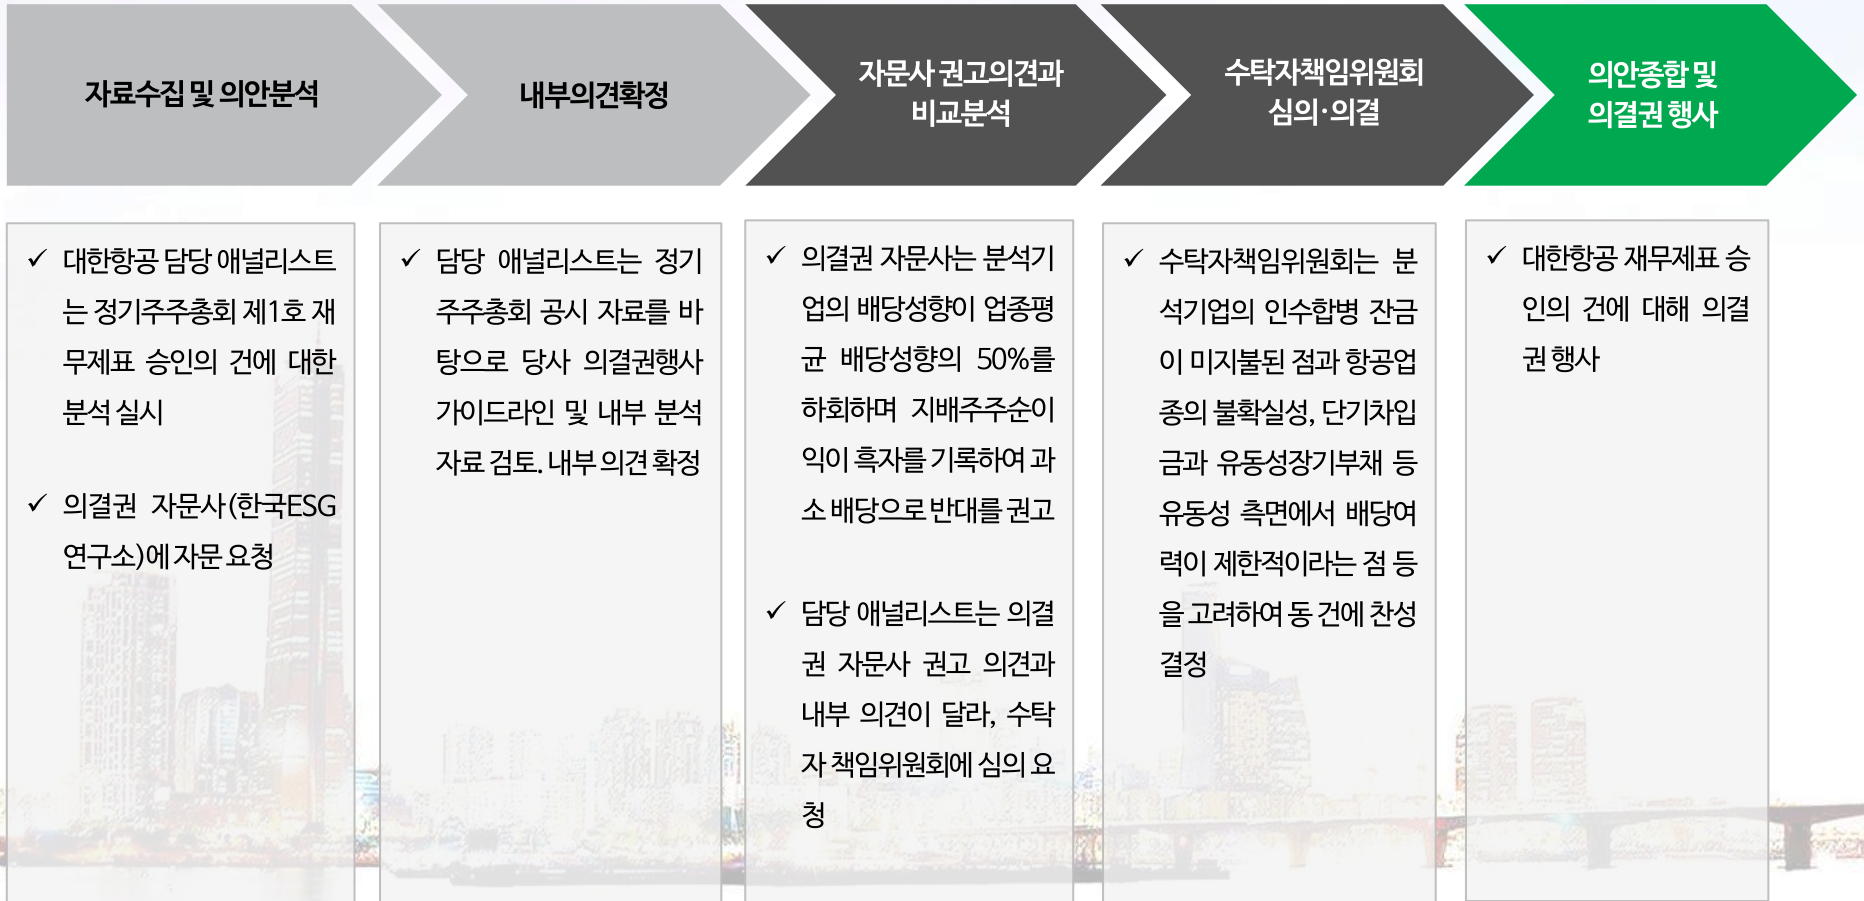 자료수집 및 의안분석
내부의견확정
자문사 권고의견과
비교분석
수탁자책임위원회
심의·의결
의안종합 및
의결권 행사
✓ 대한항공 담당 애널리스트
는 정기주주총회 제1호 재
무제표 승인의 건에 대한
분석 실시
✓ 의결권 자문사(한국ESG
연구소)에 자문 요청
✓ 담당 애널리스트는 정기
주주총회 공시 자료를 바
탕으로 당사 의결권행사
가이드라인 및 내부 분석
자료 검토. 내부 의견 확정
✓ 의결권 자문사는 분석기
업의 배당성향이 업종평
균 배당성향의 50%를
하회하며 지배주주순이
익이 흑자를 기록하여 과
소 배당으로 반대를 권고
✓ 담당 애널리스트는 의결
권 자문사 권고 의견과
내부 의견이 달라, 수탁
자 책임위원회에 심의 요
청
✓ 수탁자책임위원회는 분
석기업의 인수합병 잔금
이 미지불된 점과 항공업
종의 불확실성, 단기차입
금과 유동성장기부채 등
유동성 측면에서 배당여
력이 제한적이라는 점 등
을 고려하여 동 건에 찬성
결정
✓ 대한항공 재무제표 승
인의 건에 대해 의결
권 행사